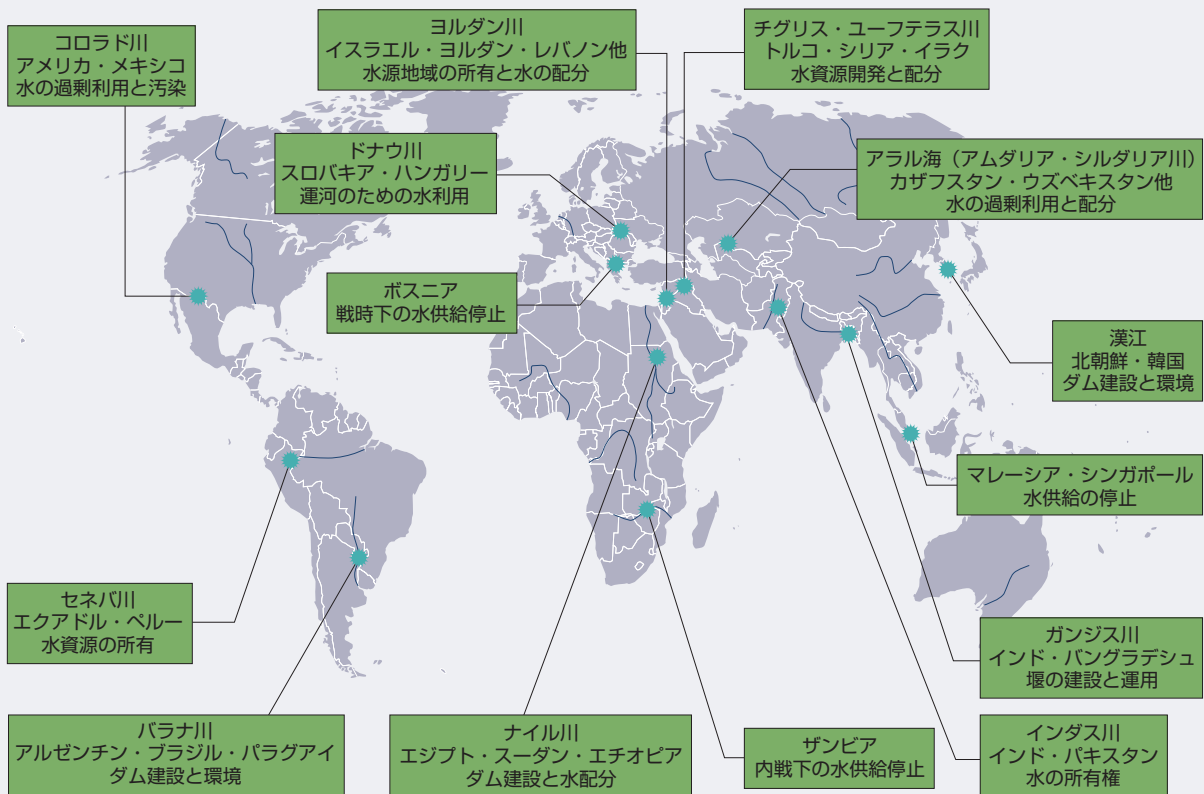 コロラド川
アメリカ・メキシコ
水の過剰利用と汚染
ヨルダン川
イスラエル・ヨルダン・レバノン他
水源地域の所有と水の配分
チグリス・ユーフテラス川
トルコ・シリア・イラク
水資源開発と配分
ドナウ川
スロバキア・ハンガリー
運河のための水利用
アラル海（アムダリア・シルダリア川）
カザフスタン・ウズベキスタン他
水の過剰利用と配分
ボスニア
戦時下の水供給停止
漢江
北朝鮮・韓国
ダム建設と環境
マレーシア・シンガポール
水供給の停止
セネバ川
エクアドル・ペルー
水資源の所有
ガンジス川
インド・バングラデシュ
堰の建設と運用
バラナ川
アルゼンチン・ブラジル・パラグアイ
ダム建設と環境
ナイル川
エジプト・スーダン・エチオピア
ダム建設と水配分
ザンビア
内戦下の水供給停止
インダス川
インド・パキスタン
水の所有権